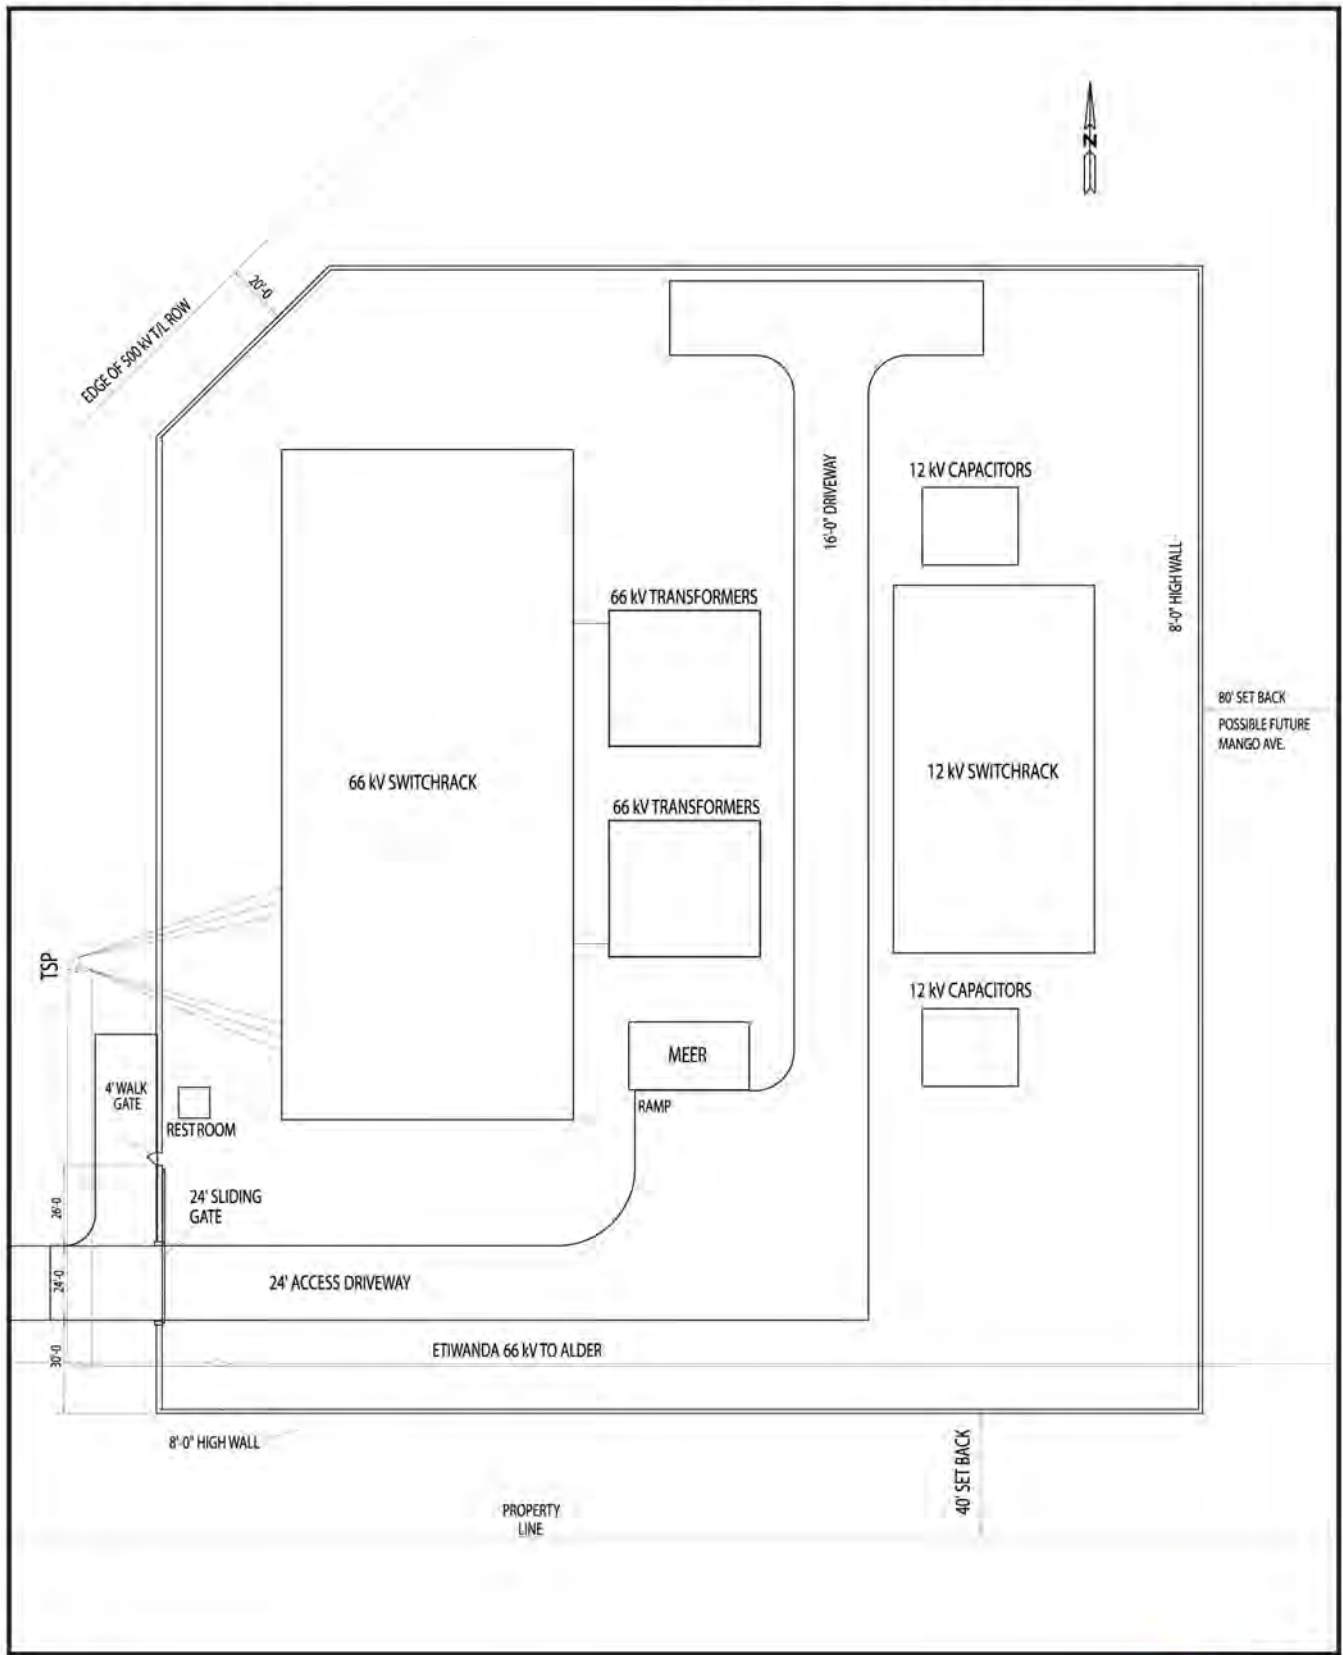 N
20'-0
EDGE OF 500 kV T/L ROW
12 kV CAPACITORS
16'-0" DRIVEWAY
8'-0" HIGH WALL
66 kV TRANSFORMERS
80' SET BACK
POSSIBLE FUTURE
MANGO AVE.
66 kV SWITCHRACK
12 kV SWITCHRACK
66 kV TRANSFORMERS
TSP
12 kV CAPACITORS
MEER
4' WALK
GATE
RAMP
RESTROOM
24' SLIDING
GATE
26'-0
24'-0
24' ACCESS DRIVEWAY
30'-0
ETIWANDA 66 kV TO ALDER
8'-0" HIGH WALL
40' SET BACK
PROPERTY
LINE